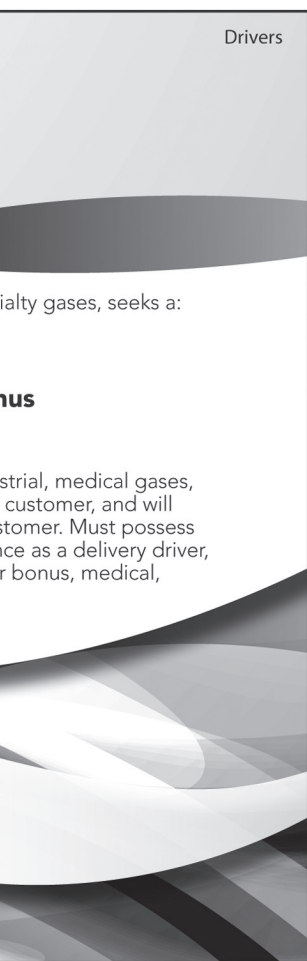 Drivers
ialty gases, seeks a:
nus
strial, medical gases,
customer, and will
stomer. Must possess
nce as a delivery driver,
r bonus, medical,